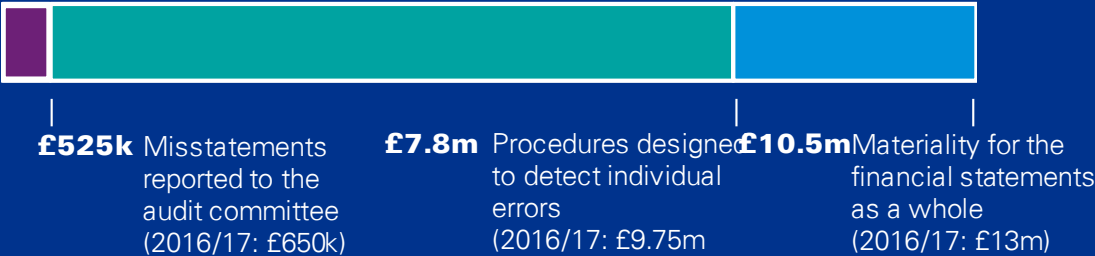 £525k Misstatements
reported to the
audit committee
(2016/17: £650k)
£7.8m Procedures designed
to detect individual
errors
(2016/17: £9.75m
£10.5m Materiality for the
financial statements
as a whole
(2016/17: £13m)